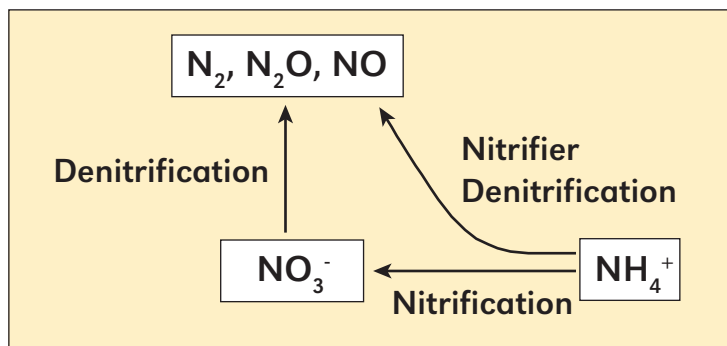 N₂, N₂O, NO
Denitrification
Nitrifier
Denitrification
NO₃⁻
NH₄⁺
Nitrification